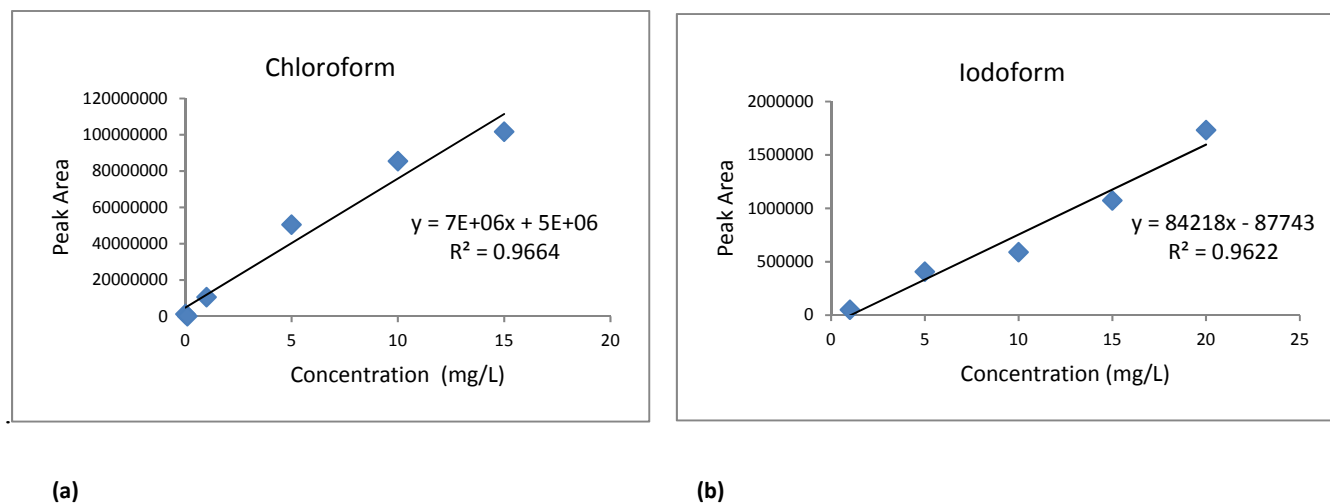 Chloroform
120000000
100000000
80000000
60000000
40000000
20000000
0
Peak Area
y = 7E+06x + 5E+06
R² = 0.9664
0 5 10 15 20
Concentration (mg/L)
Iodoform
2000000
1500000
1000000
500000
0
Peak Area
y = 84218x - 87743
R² = 0.9622
0 5 10 15 20 25
Concentration (mg/L)
.
(a)
(b)